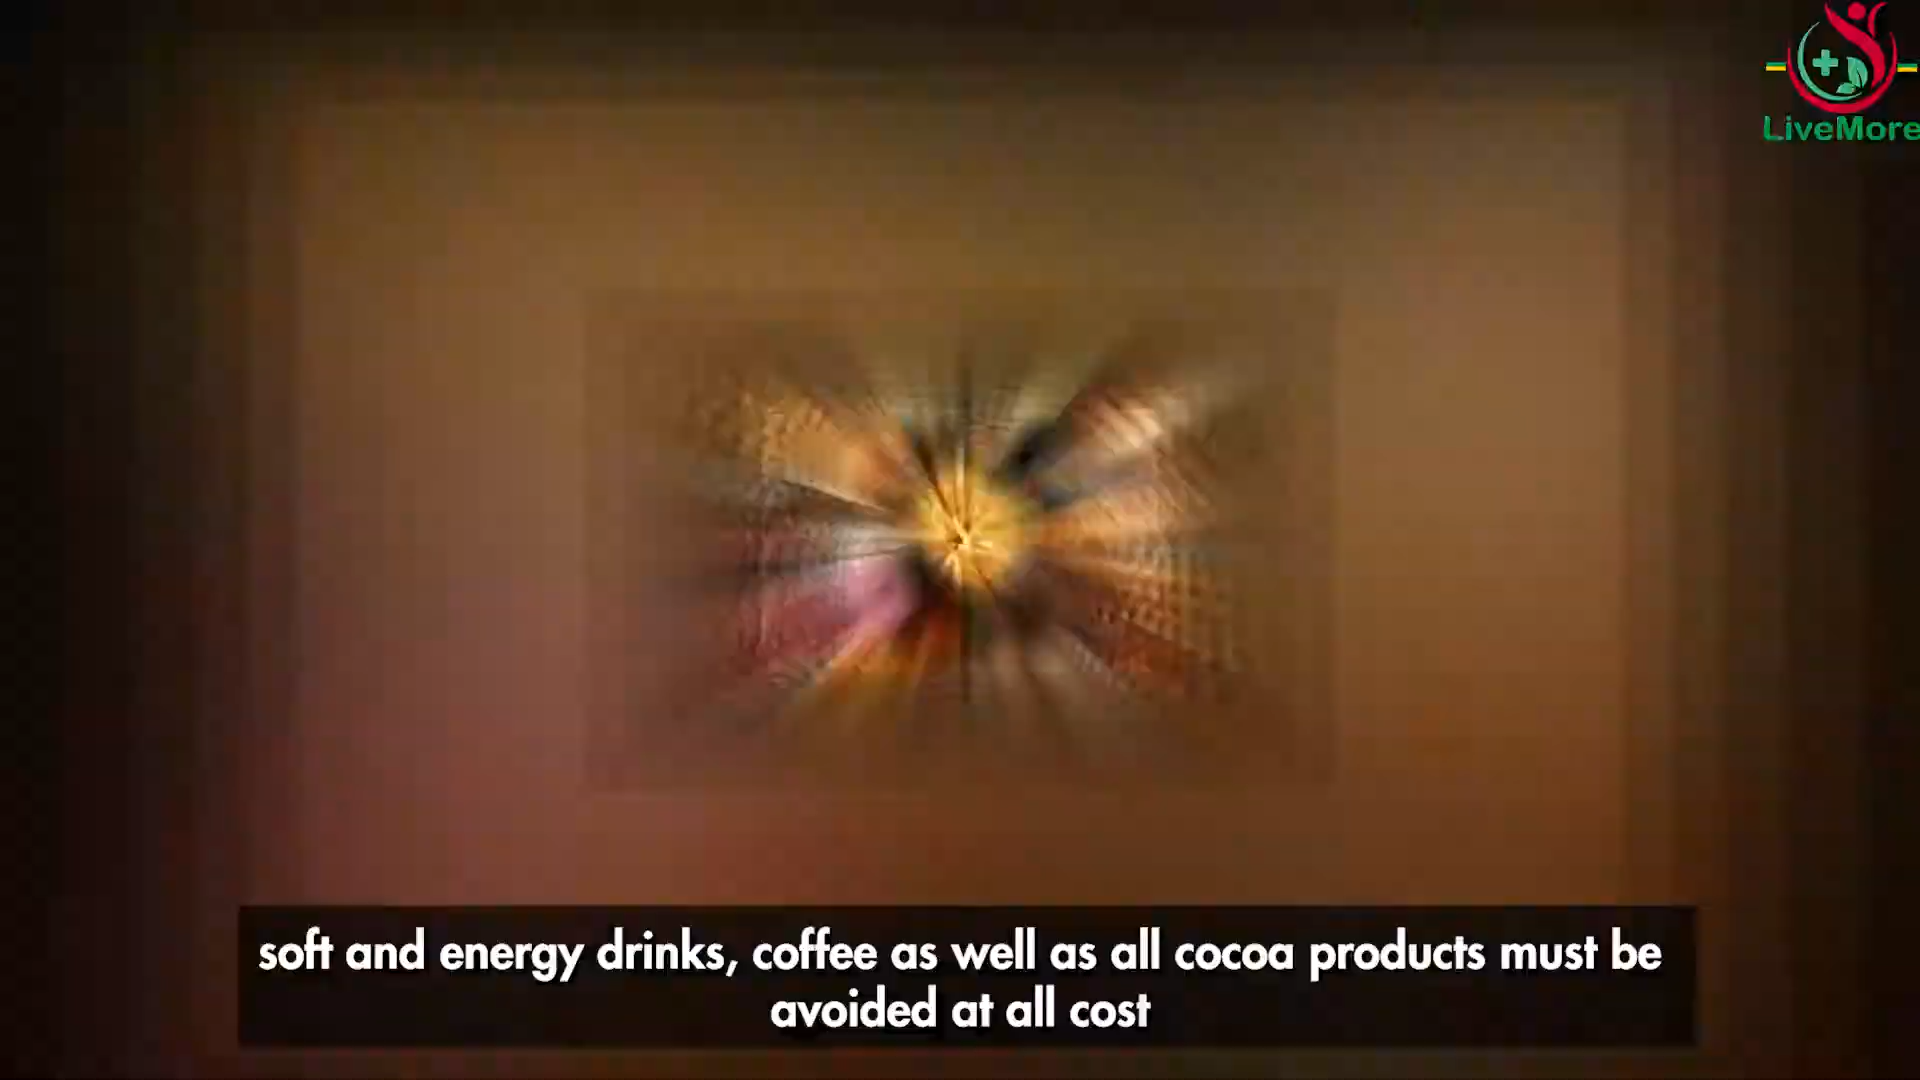 LiveMore
soft and energy drinks, coffee as well as all cocoa products must be
avoided at all cost